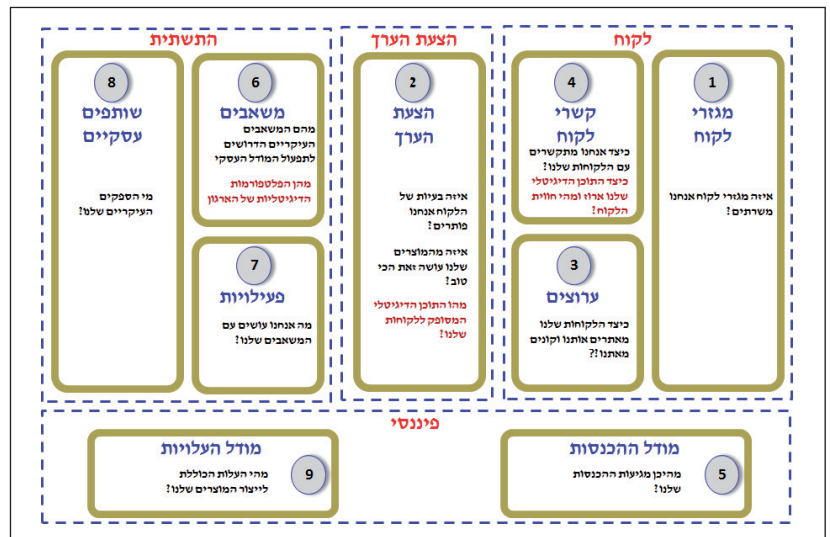 לקוח
1
מגזרי
לקוח
איזה מגזרי לקוח אנחנו
משרתים?
4
קשרי
לקוח
כיצד אנחנו מתקשרים
עם הלקוחות שלנו?
כיצד התוכן הדיגיטלי
שלנו ארוז ומהי חווית
הלקוח?
3
ערוצים
כיצד הלקוחות שלנו
מאתרים אותנו וקונים
מאתנו!?
הצעת הערך
2
הצעת
הערך
איזה בעיות של
הלקוח אנחנו
פותרים?
איזה מהמוצרים
שלנו עושה זאת הכי
טוב?
מהו התוכן הדיגיטלי
המסופק ללקוחות
שלנו?
התשתית
6
משאבים
מהם המשאבים
העיקריים הדרושים
לתפעול המודל העסקי
מהן הפלטפורמות
הדיגיטליות של הארגון
7
פעילויות
מה אנחנו עושים עם
המשאבים שלנו?
8
שותפים
עסקיים
מי הספקים
העיקריים שלנו?
פיננסי
מודל ההכנסות
5
מהיכן מגיעות ההכנסות
שלנו?
מודל העלויות
9
מהי העלות הכוללת
לייצור המוצרים שלנו?